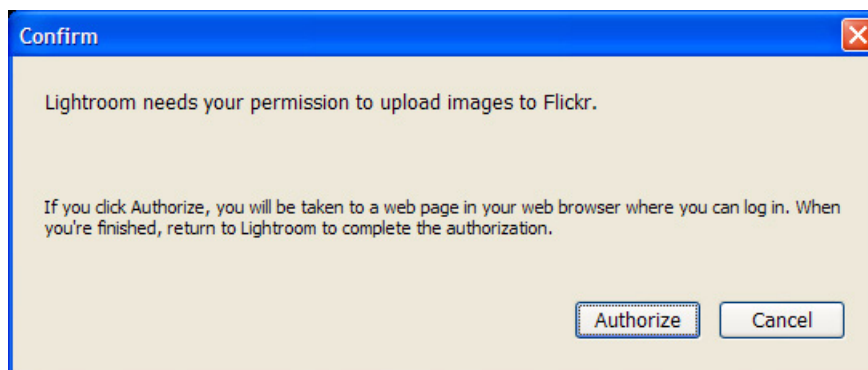 Confirm
Lightroom needs your permission to upload images to Flickr.
If you click Authorize, you will be taken to a web page in your web browser where you can log in. When
you're finished, return to Lightroom to complete the authorization.
Authorize Cancel